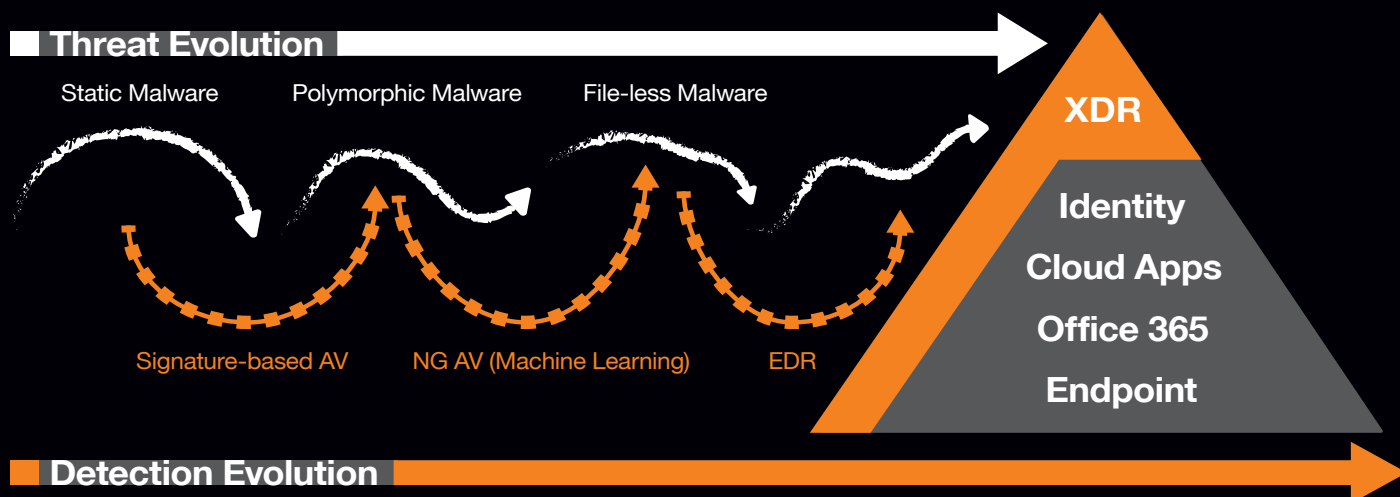 Threat Evolution
Static Malware
Polymorphic Malware
File-less Malware
XDR
Identity
Cloud Apps
Office 365
Endpoint
Signature-based AV
NG AV (Machine Learning)
EDR
Detection Evolution